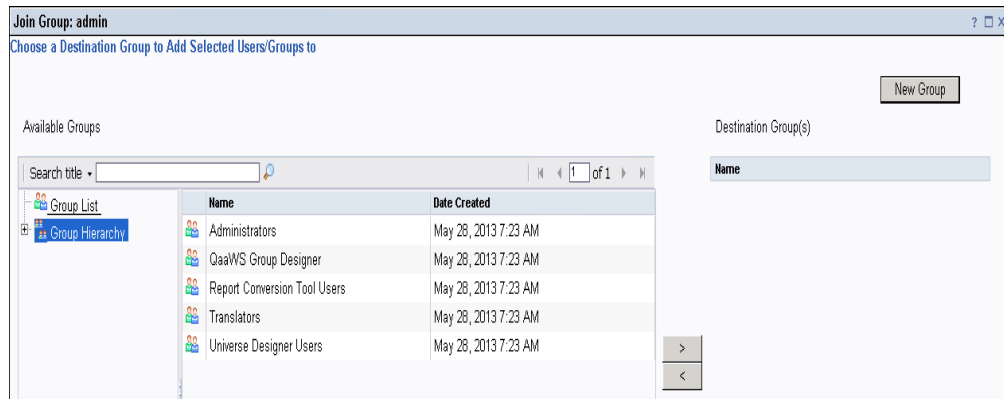 Join Group: admin
? X
Choose a Destination Group to Add Selected Users/Groups to
New Group
Available Groups
Destination Group(s)
Search title
1 of 1
Name
Group List
Group Hierarchy
Name Date Created
Administrators May 28, 2013 7:23 AM
QaaWS Group Designer May 28, 2013 7:23 AM
Report Conversion Tool Users May 28, 2013 7:23 AM
Translators May 28, 2013 7:23 AM
Universe Designer Users May 28, 2013 7:23 AM
>
<